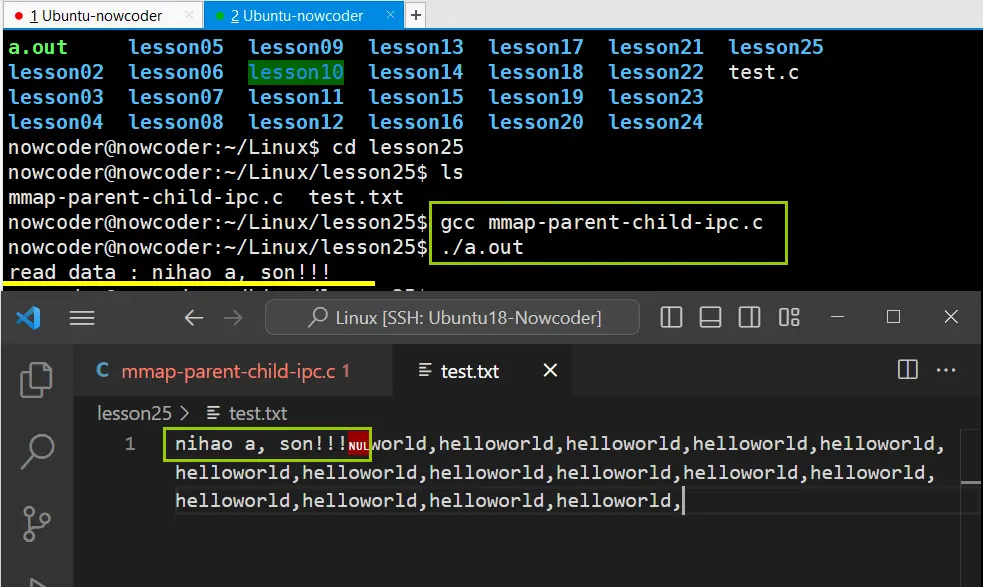 1 Ubuntu-nowcoder × 2 Ubuntu-nowcoder × +
a.out lesson05 lesson09 lesson13 lesson17 lesson21 lesson25
lesson02 lesson06 lesson10 lesson14 lesson18 lesson22 test.c
lesson03 lesson07 lesson11 lesson15 lesson19 lesson23
lesson04 lesson08 lesson12 lesson16 lesson20 lesson24
nowcoder@nowcoder:~/Linux$ cd lesson25
nowcoder@nowcoder:~/Linux/lesson25$ ls
mmap-parent-child-ipc.c test.txt
nowcoder@nowcoder:~/Linux/lesson25$ gcc mmap-parent-child-ipc.c
nowcoder@nowcoder:~/Linux/lesson25$ ./a.out
read data : nihao a, son!!!
Linux [SSH: Ubuntu18-Nowcoder]
C mmap-parent-child-ipc.c 1 test.txt
lesson25 > test.txt
1 nihao a, son!!!NULworld,helloworld,helloworld,helloworld,helloworld,
helloworld,helloworld,helloworld,helloworld,helloworld,helloworld,
helloworld,helloworld,helloworld,helloworld,